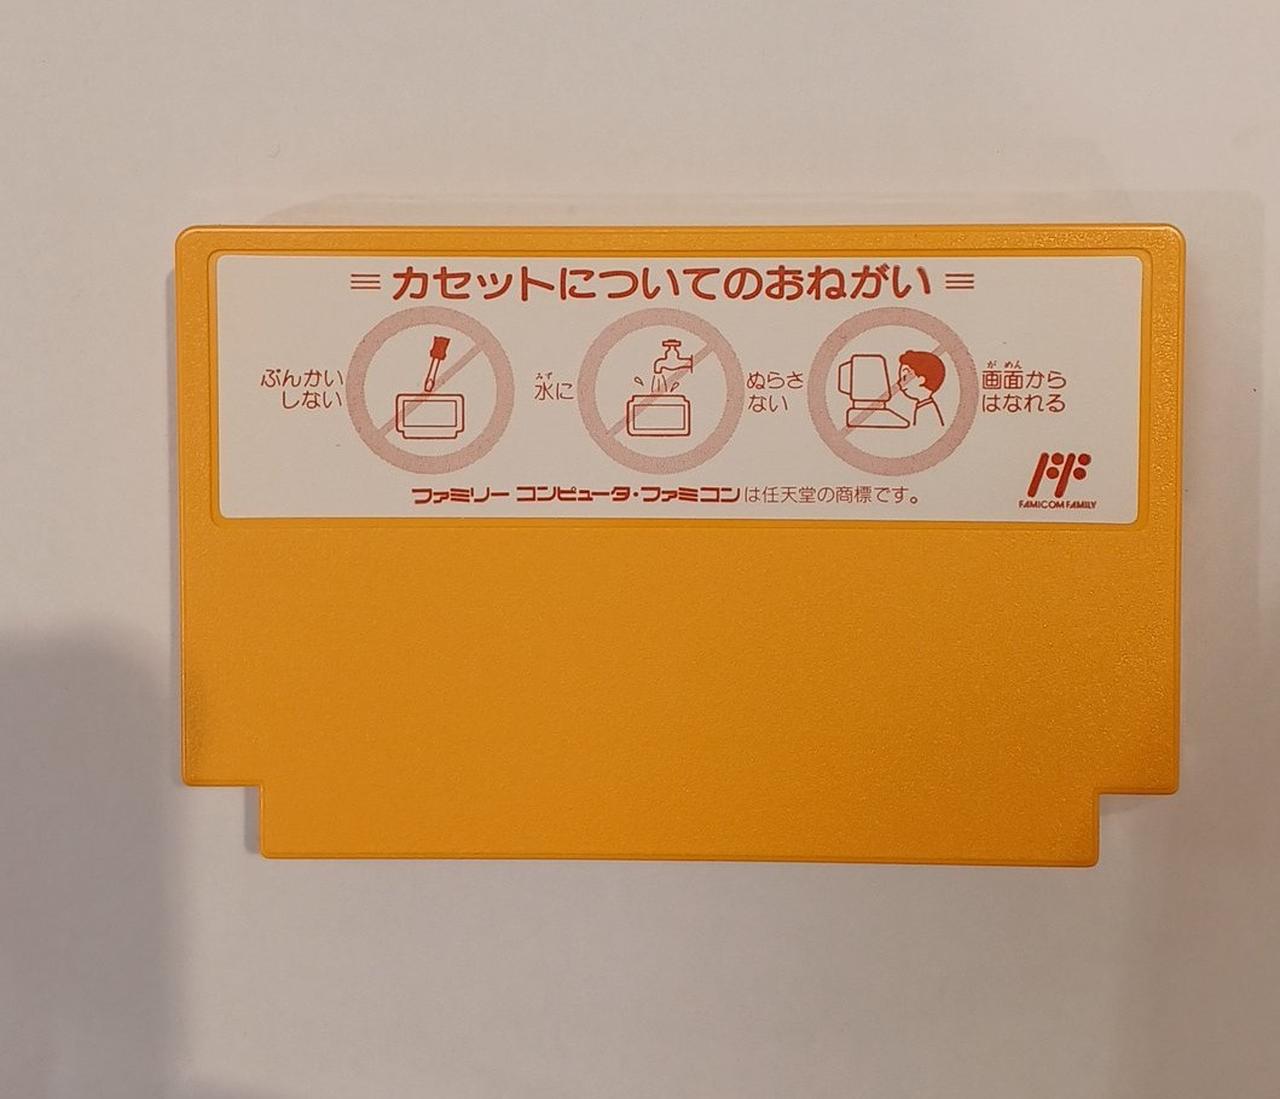 カセットについてのおねがい
ぶんかい
しない
みず
水に
ぬらさ
ない
が めん
画面から
はなれる
ファミリー コンピュータ・ファミコンは任天堂の商標です。
FAMICOM FAMILY